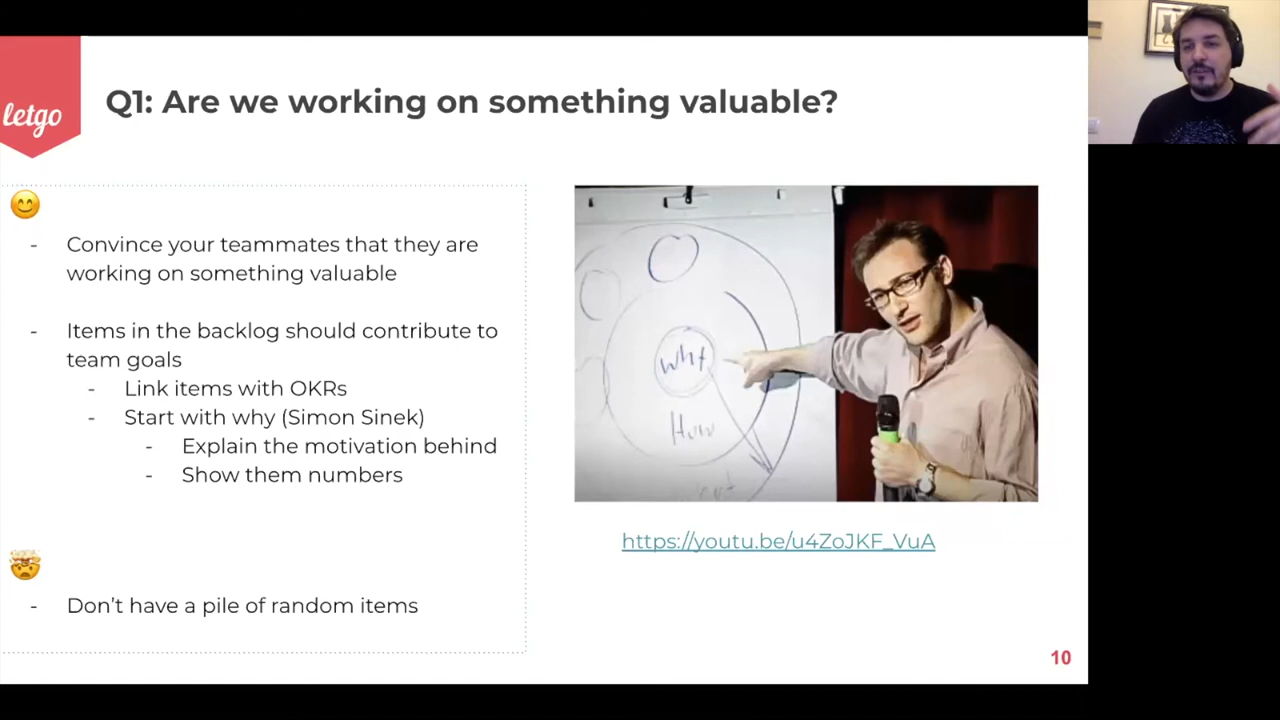 letgo
Q1: Are we working on something valuable?
- Convince your teammates that they are
working on something valuable
- Items in the backlog should contribute to
team goals
- Link items with OKRs
- Start with why (Simon Sinek)
- Explain the motivation behind
- Show them numbers
- Don’t have a pile of random items
Why
How
https://youtu.be/u4ZoJKF_VuA
10